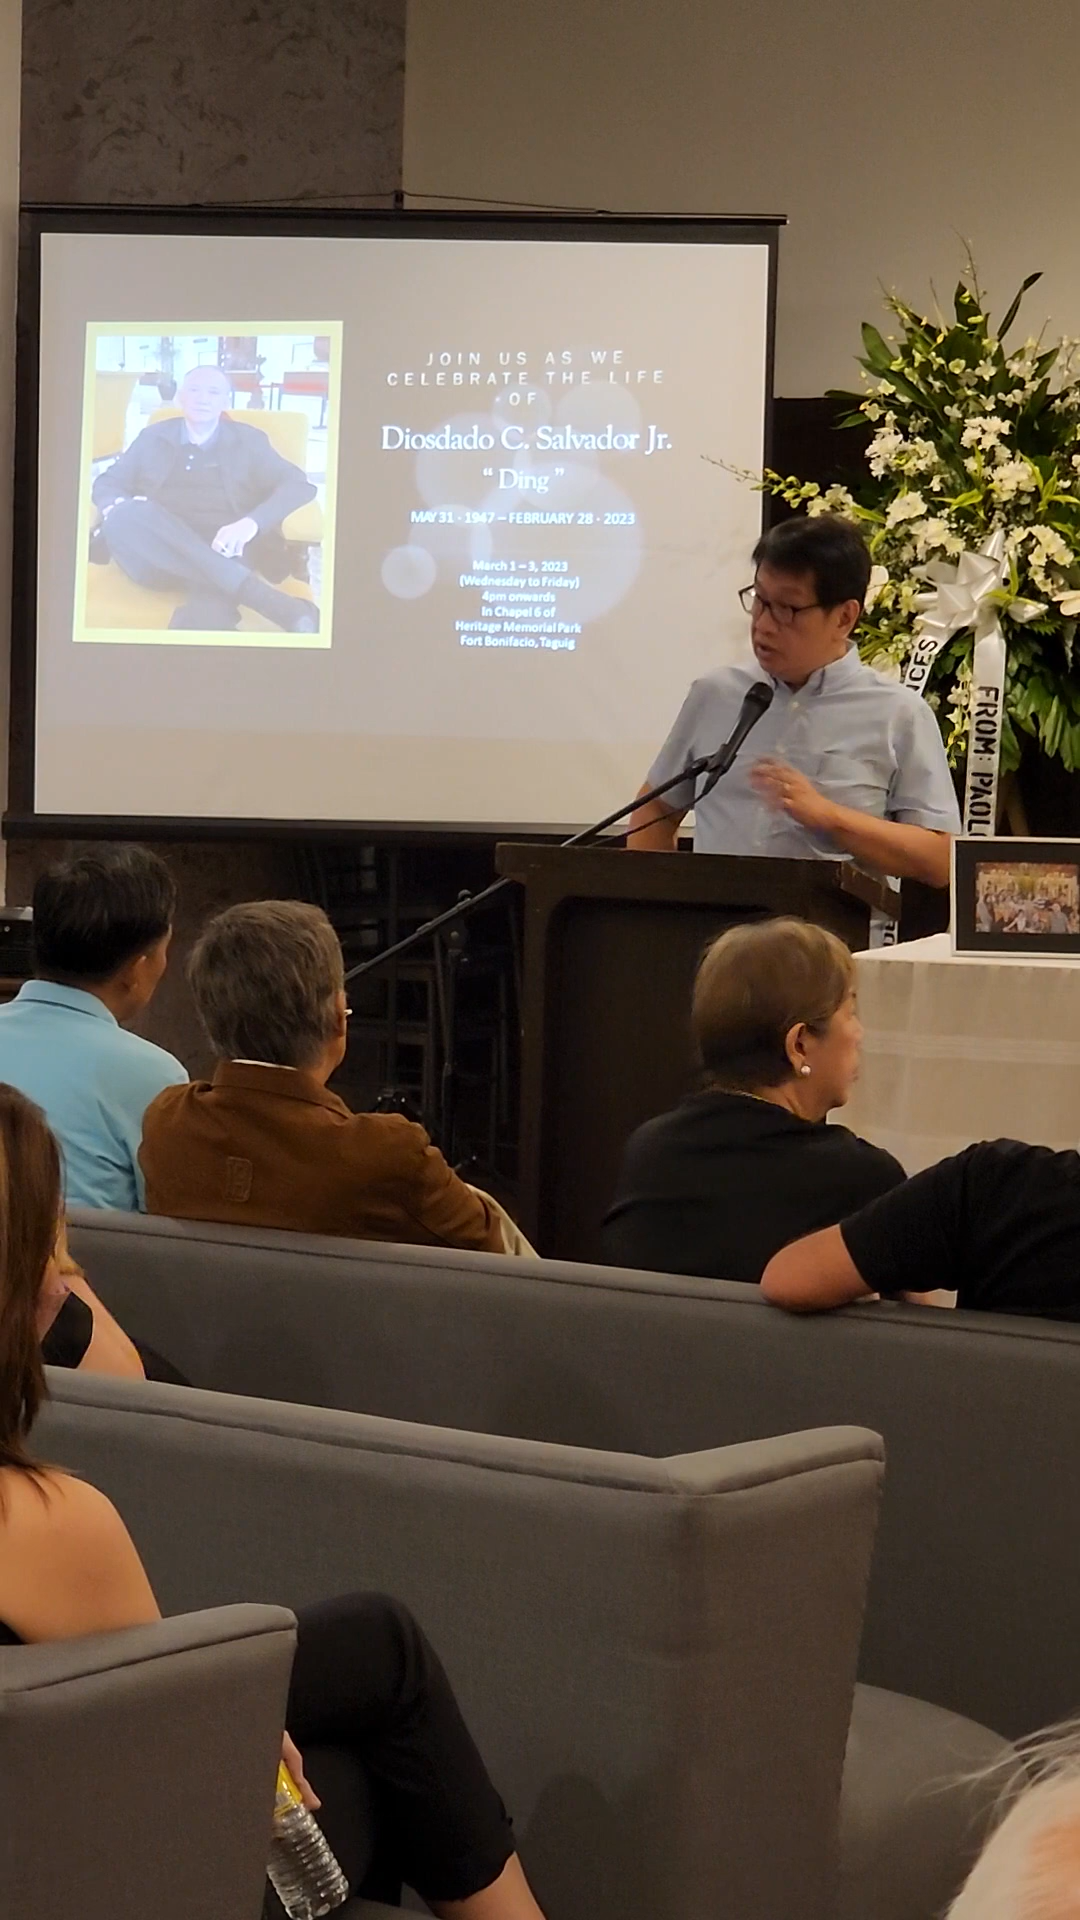 JOIN US AS WE
CELEBRATE THE LIFE
OF
Diosdado C. Salvador Jr.
“ Ding ”
MAY 31 · 1947 – FEBRUARY 28 · 2023
March 1 – 3, 2023
(Wednesday to Friday)
4pm onwards
In Chapel 6 of
Heritage Memorial Park
Fort Bonifacio, Taguig
NCES
FROM: PAOL